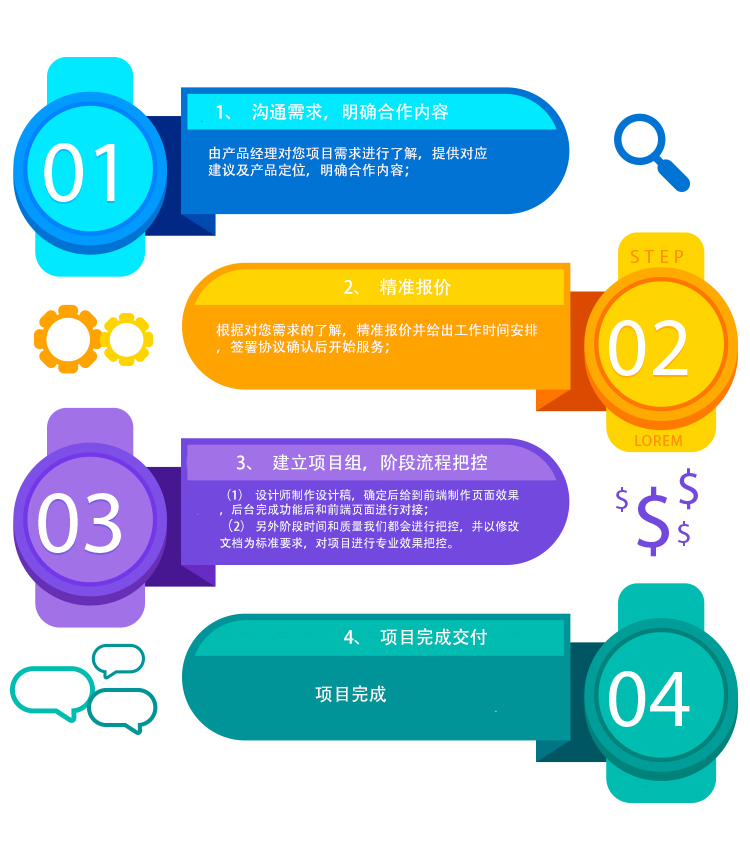 01
1、 沟通需求，明确合作内容
由产品经理对您项目需求进行了解，提供对应
建议及产品定位，明确合作内容；
2、 精准报价
根据对您需求的了解，精准报价并给出工作时间安排
，签署协议确认后开始服务；
STEP
02
LOREM
03
3、 建立项目组，阶段流程把控
（1） 设计师制作设计稿，确定后给到前端制作页面效果
，后台完成功能后和前端页面进行对接；
（2） 另外阶段时间和质量我们都会进行把控，并以修改
文档为标准要求，对项目进行专业效果把控。
$ $ $ $
4、 项目完成交付
项目完成
04